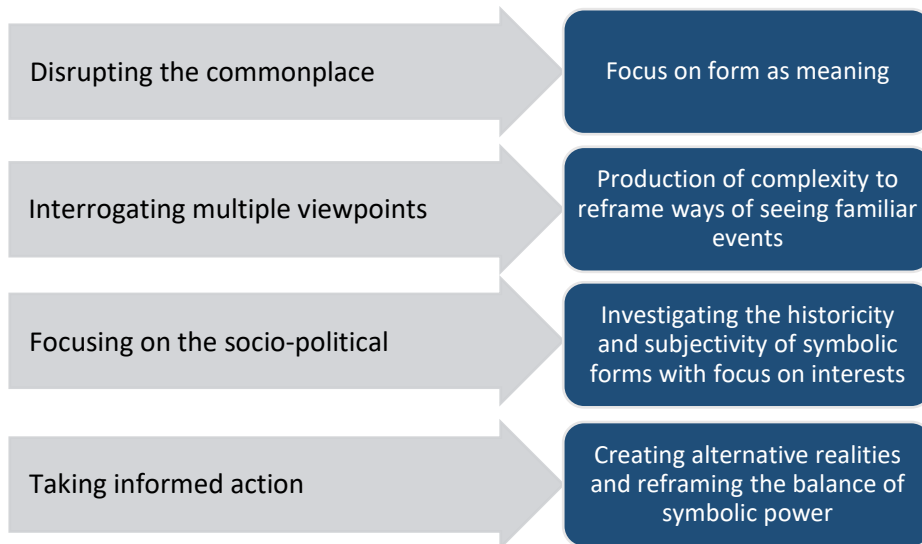 Disrupting the commonplace
Focus on form as meaning
Interrogating multiple viewpoints
Production of complexity to
reframe ways of seeing familiar
events
Focusing on the socio-political
Investigating the historicity
and subjectivity of symbolic
forms with focus on interests
Taking informed action
Creating alternative realities
and reframing the balance of
symbolic power